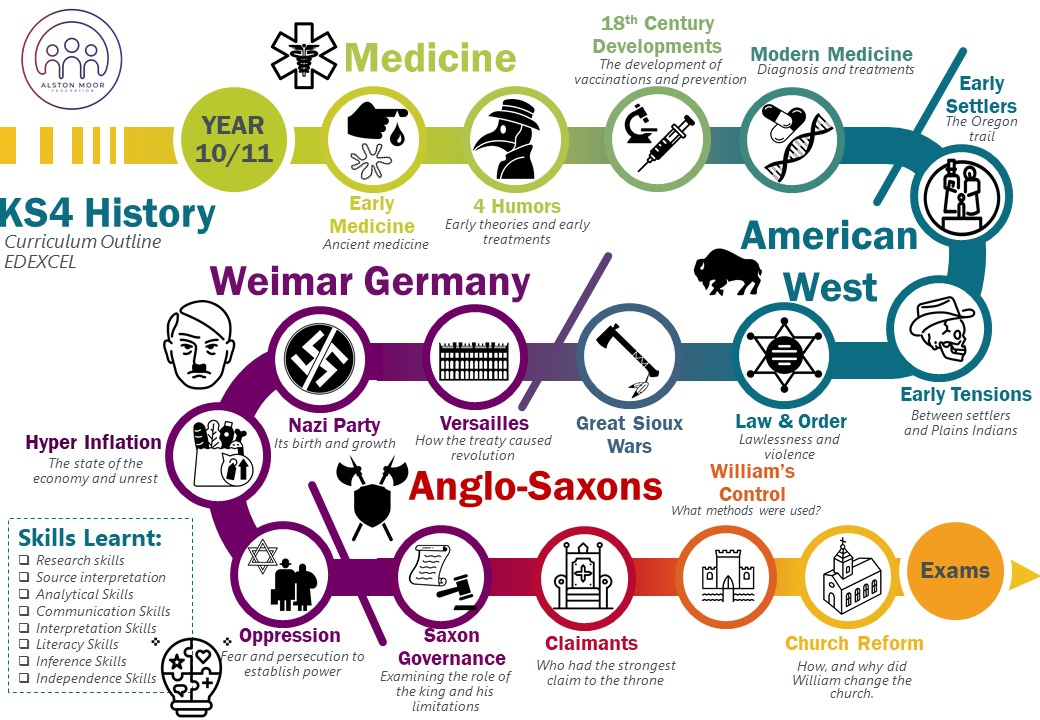 ALSTON MOOR
FEDERATION
Medicine
18th Century
Developments
The development of
vaccinations and prevention
Modern Medicine
Diagnosis and treatments
Early
Settlers
The Oregon
trail
YEAR
10/11
Early
Medicine
Ancient medicine
4 Humors
Early theories and early
treatments
KS4 History
Curriculum Outline
EDEXCEL
American
West
Weimar Germany
Early Tensions
Between settlers
and Plains Indians
Law & Order
Lawlessness and
violence
Great Sioux
Wars
Versailles
How the treaty caused
revolution
Nazi Party
Its birth and growth
Hyper Inflation
The state of the
economy and unrest
Anglo-Saxons
Oppression
Fear and persecution to
establish power
Saxon
Governance
Examining the role of
the king and his
limitations
Claimants
Who had the strongest
claim to the throne
William's
Control
What methods were used?
Church Reform
How, and why did
William change the
church.
Exams
Skills Learnt:
Research skills
Source interpretation
Analytical Skills
Communication Skills
Interpretation Skills
Literacy Skills
Inference Skills
Independence Skills